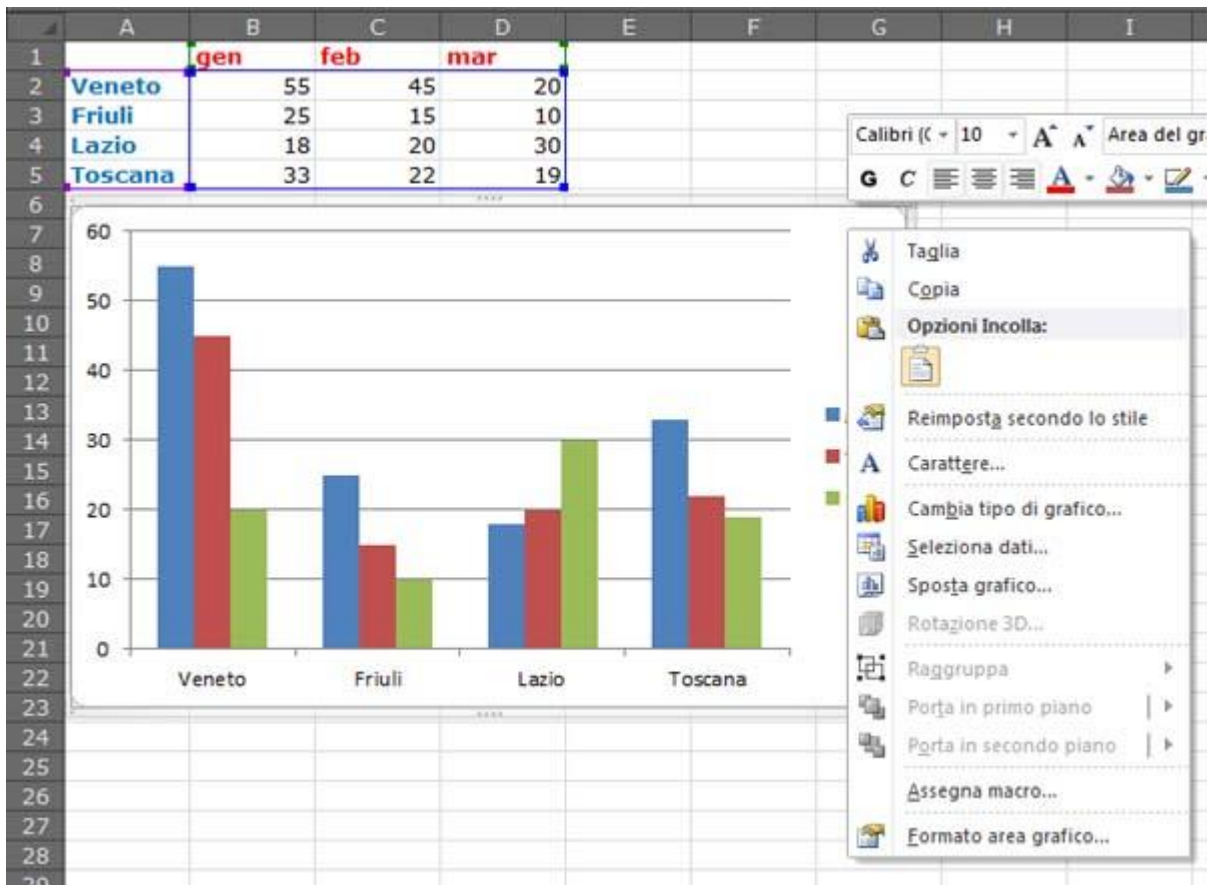 A B C D E F G H I
1 gen feb mar
2 Veneto 55 45 20
3 Friuli 25 15 10
4 Lazio 18 20 30
5 Toscana 33 22 19
6
7
8
9
10
11
12
13
14
15
16
17
18
19
20
21
22
23
24
25
26
27
28
29
60
50
40
30
20
10
0
Veneto Friuli Lazio Toscana
Calibri (C 10 A A Area del gr
G C A
Taglia
Copia
Opzioni Incolla:
Reimposta secondo lo stile
A Carattere...
Cambia tipo di grafico...
Seleziona dati...
Sposta grafico...
Rotazione 3D...
Raggruppa
Porta in primo piano
Porta in secondo piano
Assegna macro...
Formato area grafico...